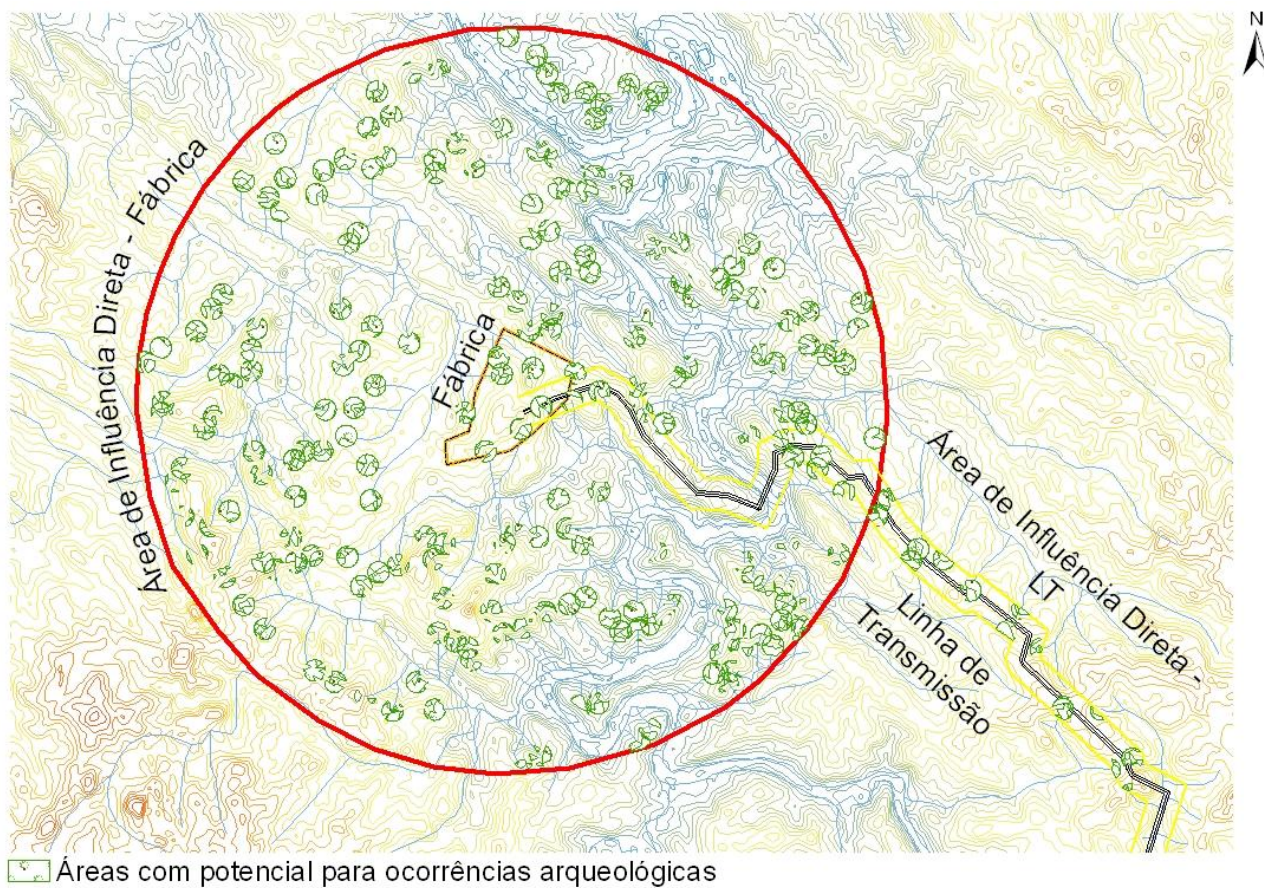 N
Área de Influência Direta - Fábrica
Fábrica
Área de Influência Direta -
LT
Linha de
Transmissão
Áreas com potencial para ocorrências arqueológicas